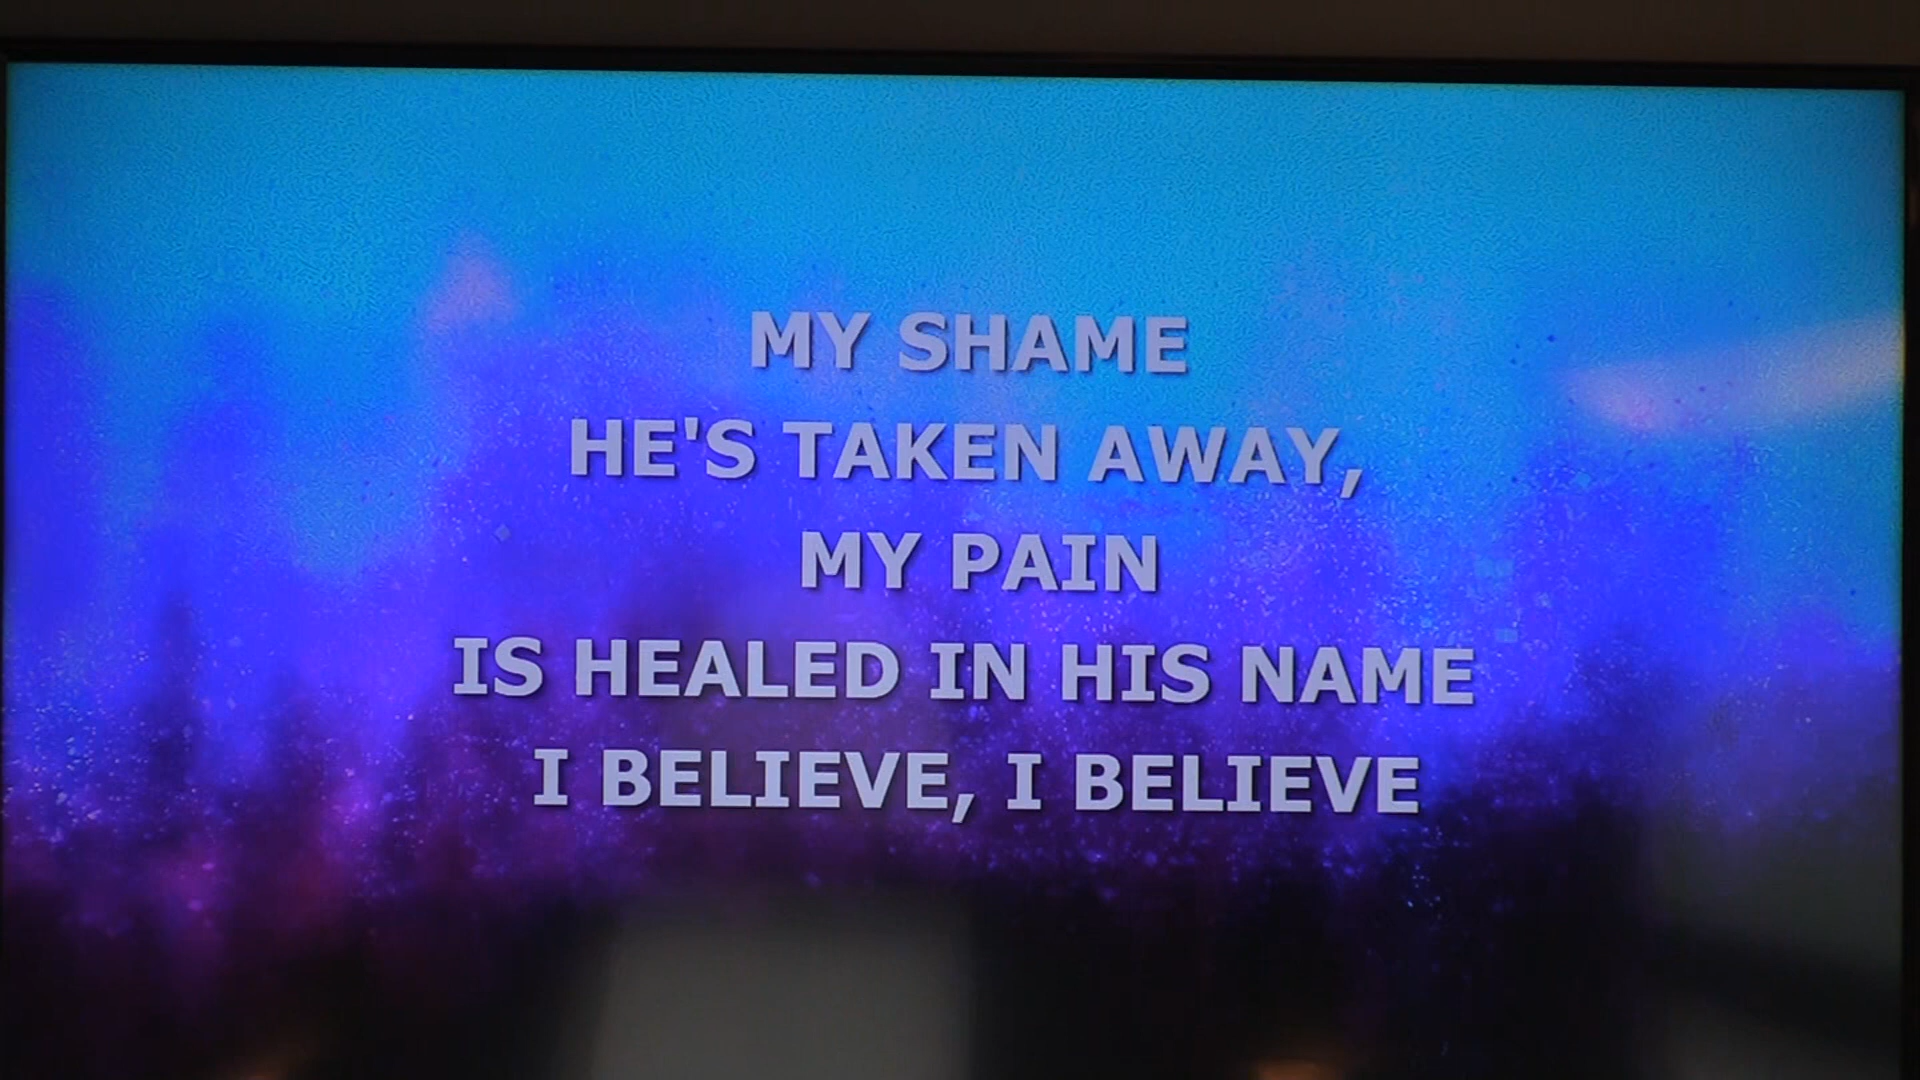 MY SHAME
HE'S TAKEN AWAY,
MY PAIN
IS HEALED IN HIS NAME
I BELIEVE, I BELIEVE